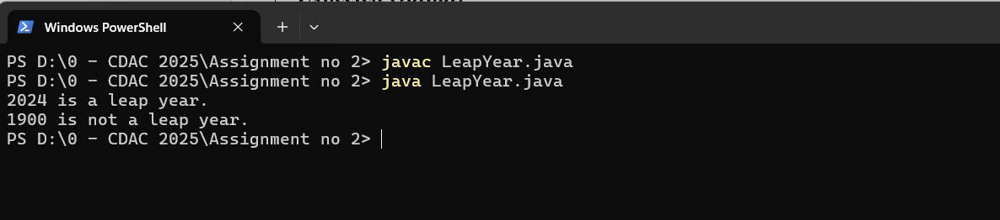 Windows PowerShell
PS D:\0 - CDAC 2025\Assignment no 2> javac LeapYear.java
PS D:\0 - CDAC 2025\Assignment no 2> java LeapYear.java
2024 is a leap year.
1900 is not a leap year.
PS D:\0 - CDAC 2025\Assignment no 2>